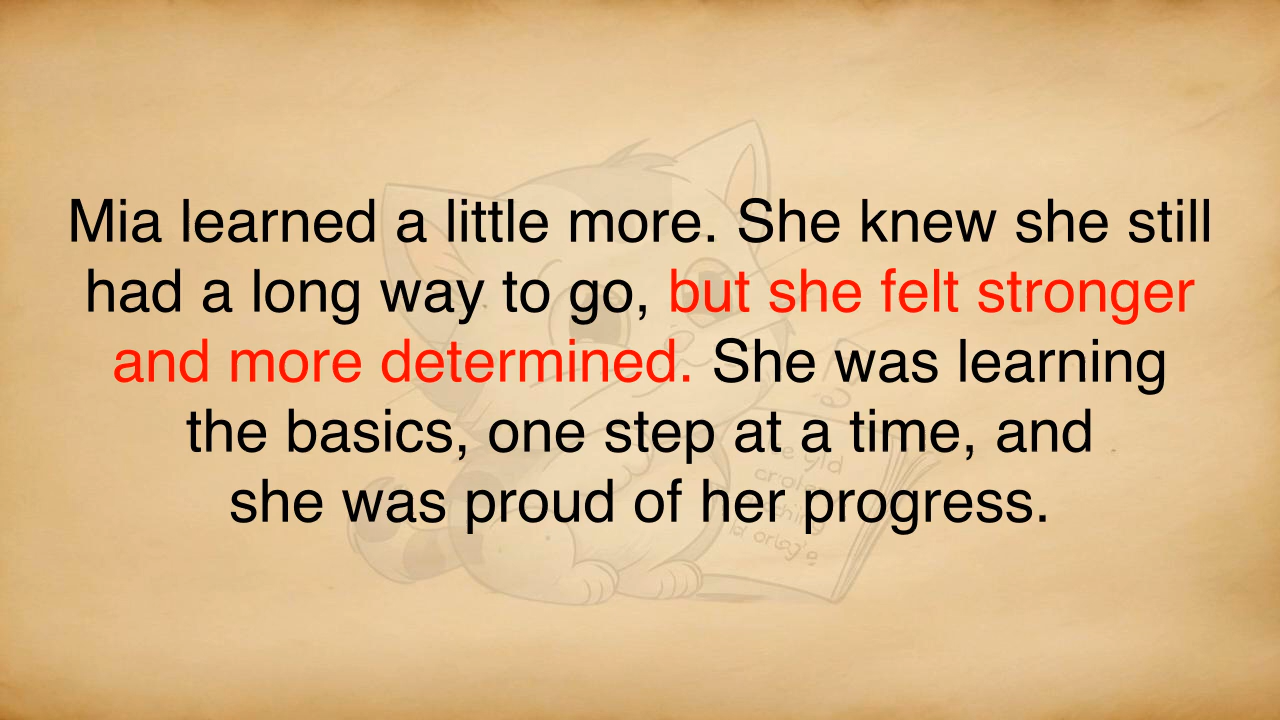 Mia learned a little more. She knew she still
had a long way to go, but she felt stronger
and more determined. She was learning
the basics, one step at a time, and
she was proud of her progress.